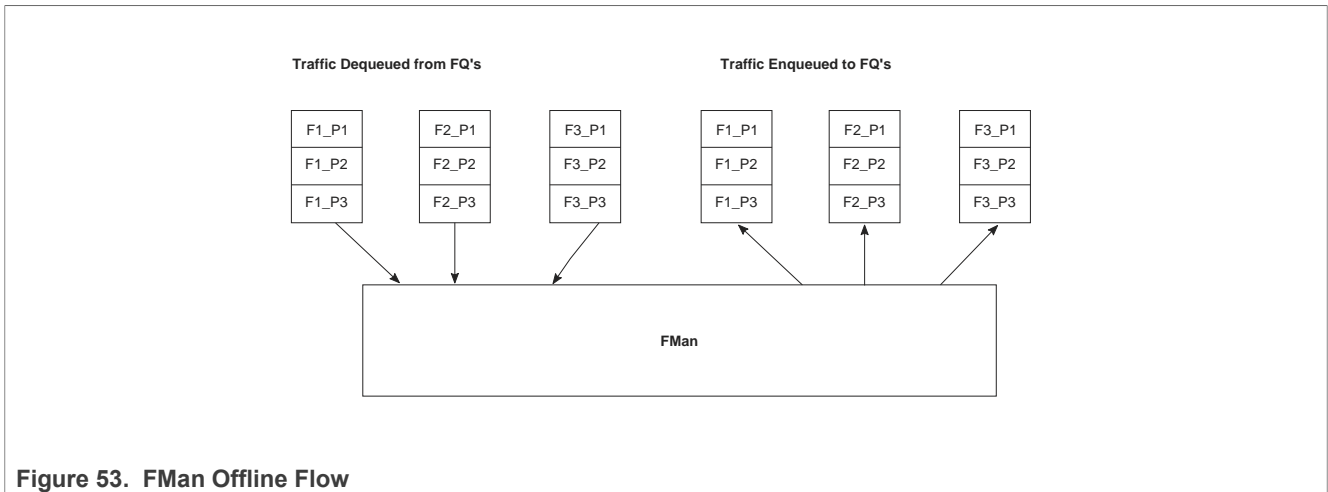 Traffic Dequeued from FQ's
Traffic Enqueued to FQ's
F1_P1
F2_P1
F3_P1
F1_P1
F2_P1
F3_P1
F1_P2
F2_P2
F3_P2
F1_P2
F2_P2
F3_P2
F1_P3
F2_P3
F3_P3
F1_P3
F2_P3
F3_P3
FMan
Figure 53. FMan Offline Flow